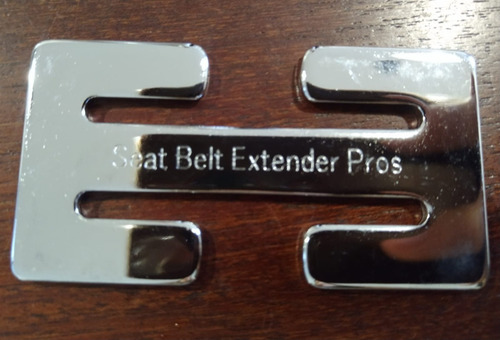 Seat Belt Extender Pros